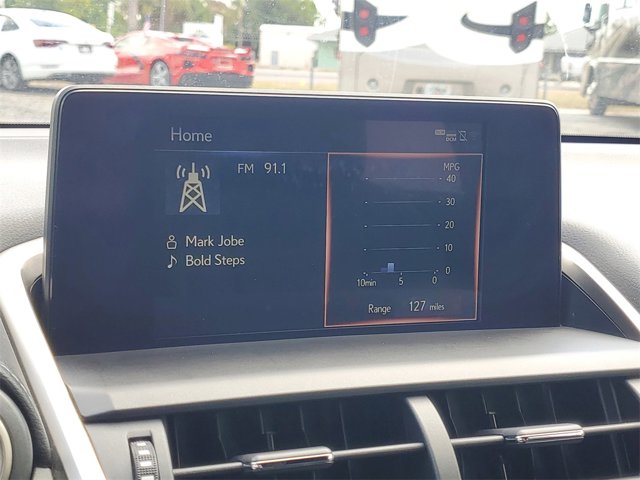 Home
DCM
FM 91.1
MPG
40
30
20
10
0
10min 5 0
Mark Jobe
Bold Steps
Range 127 miles